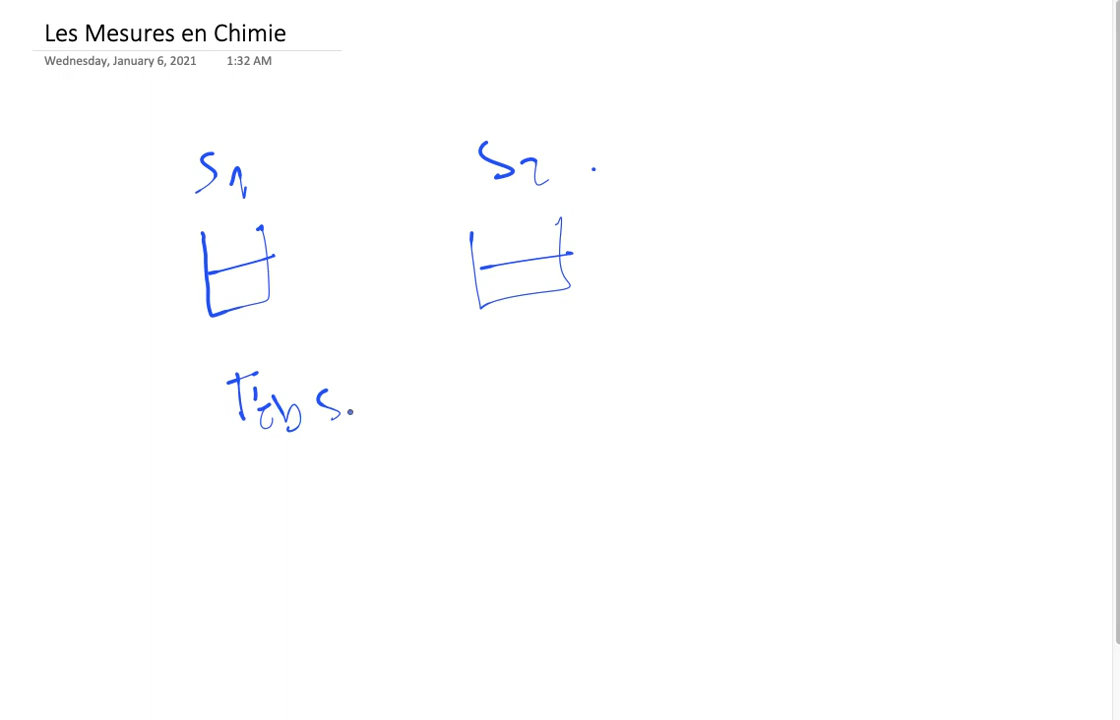 Les Mesures en Chimie
Wednesday, January 6, 2021 1:32 AM
S1 S2